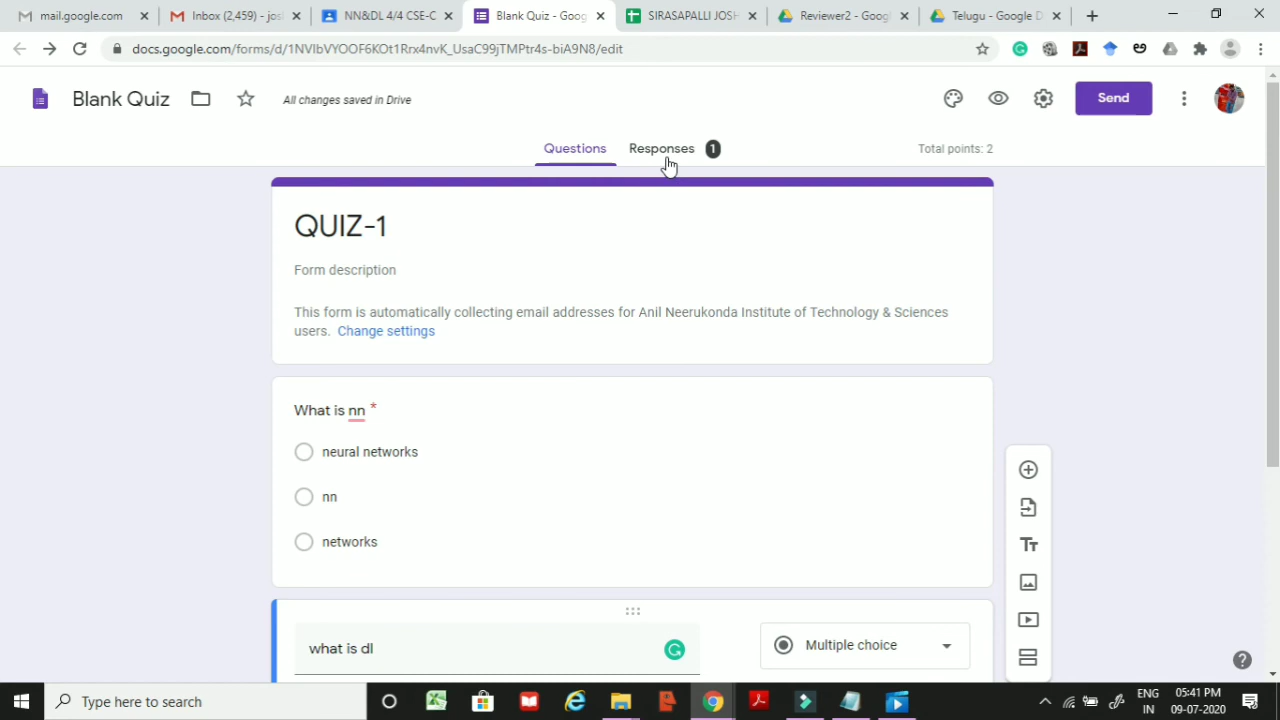 mail.google.com
Inbox (2,459) - jos
NN&DL 4/4 CSE-C
Blank Quiz - Goog
SIRASAPALLI JOSH
Reviewer2 - Googl
Telugu - Google D
docs.google.com/forms/d/1NVIbVYOOF6KOt1Rrx4nvK_UsaC99jTMPtr4s-biA9N8/edit
Blank Quiz
All changes saved in Drive
Send
Questions
Responses 1
Total points: 2
QUIZ-1
Form description
This form is automatically collecting email addresses for Anil Neerukonda Institute of Technology & Sciences
users. Change settings
What is nn *
neural networks
nn
networks
what is dl
Multiple choice
Type here to search
ENG
IN
05:41 PM
09-07-2020